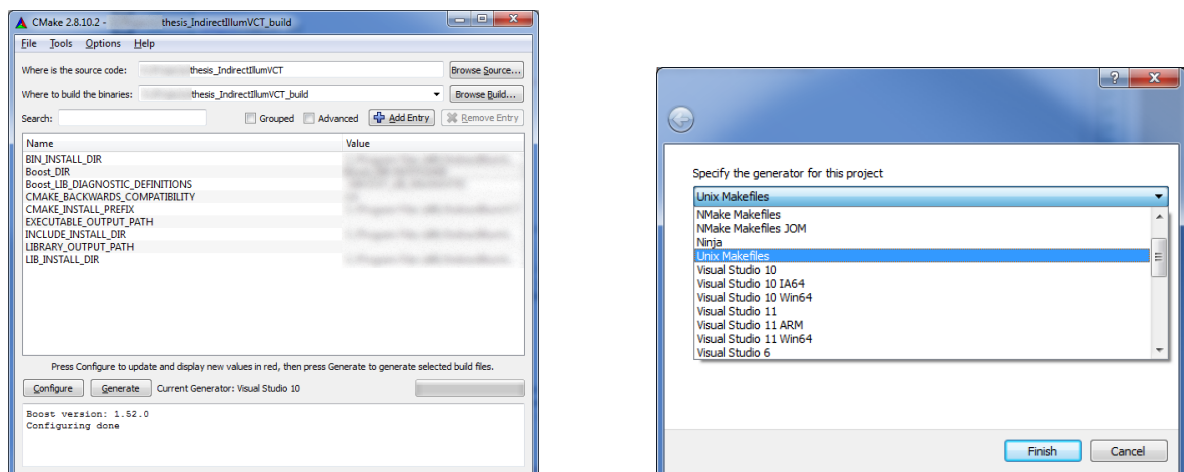 CMake 2.8.10.2 - thesis_IndirectIllumVCT_build
File Tools Options Help
Where is the source code: thesis_IndirectIllumVCT Browse Source...
Where to build the binaries: thesis_IndirectIllumVCT_build Browse Build...
Search: Grouped Advanced Add Entry Remove Entry
Name Value
BIN_INSTALL_DIR
Boost_DIR
Boost_LIB_DIAGNOSTIC_DEFINITIONS
CMAKE_BACKWARDS_COMPATIBILITY
CMAKE_INSTALL_PREFIX
EXECUTABLE_OUTPUT_PATH
INCLUDE_INSTALL_DIR
LIBRARY_OUTPUT_PATH
LIB_INSTALL_DIR
Press Configure to update and display new values in red, then press Generate to generate selected build files.
Configure Generate Current Generator: Visual Studio 10
Boost version: 1.52.0
Configuring done
Specify the generator for this project
Unix Makefiles
NMake Makefiles
NMake Makefiles JOM
Ninja
Unix Makefiles
Visual Studio 10
Visual Studio 10 IA64
Visual Studio 10 Win64
Visual Studio 11
Visual Studio 11 ARM
Visual Studio 11 Win64
Visual Studio 6
Finish Cancel